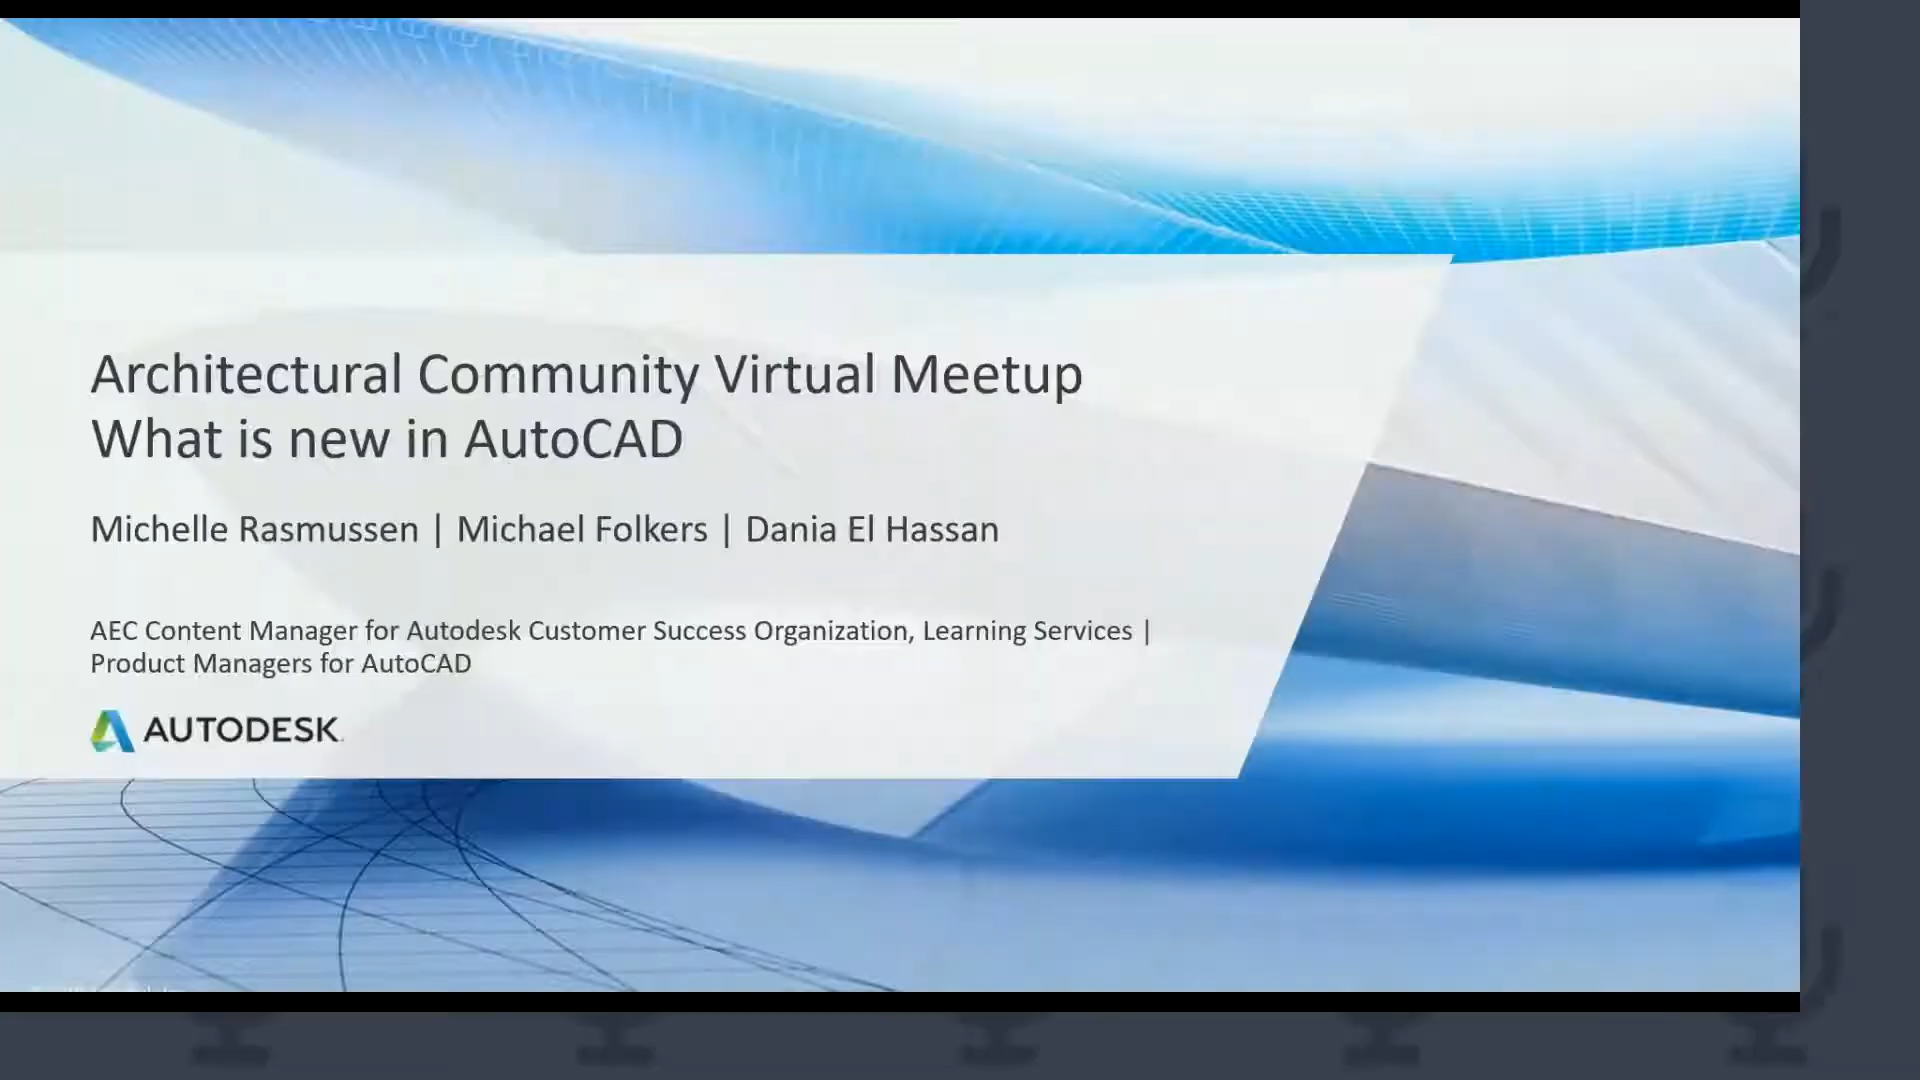 Architectural Community Virtual Meetup
What is new in AutoCAD
Michelle Rasmussen | Michael Folkers | Dania El Hassan
AEC Content Manager for Autodesk Customer Success Organization, Learning Services |
Product Managers for AutoCAD
AUTODESK.